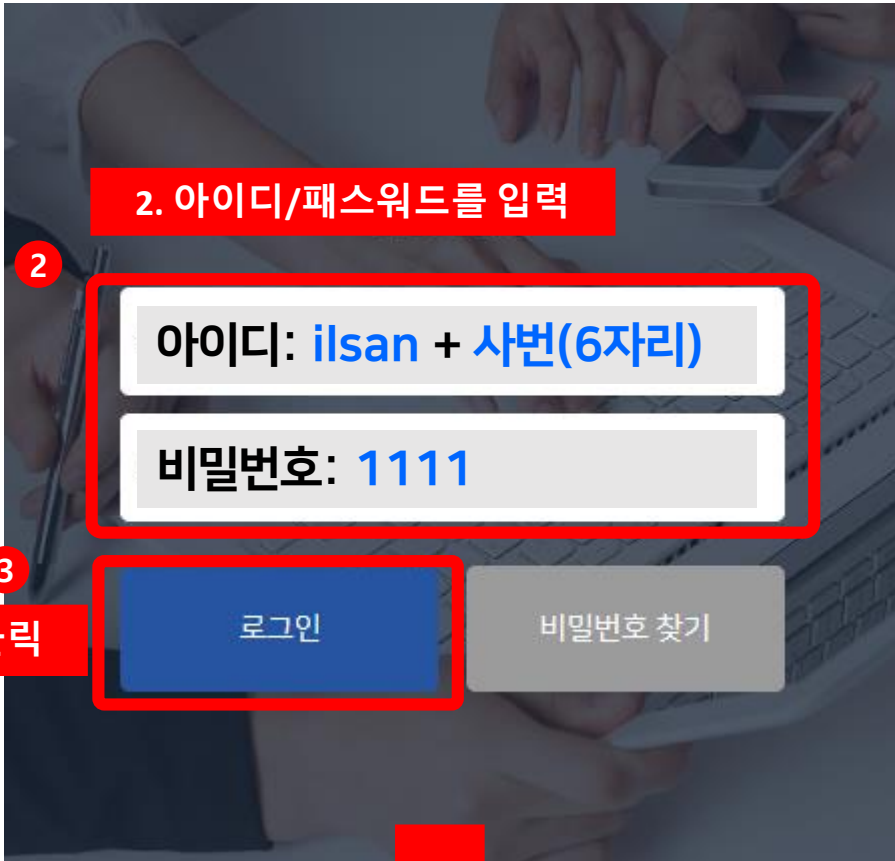 2. 아이디/패스워드를 입력
2
아이디: ilsan + 사번(6자리)
비밀번호: 1111
3
릭
로그인
비밀번호 찾기